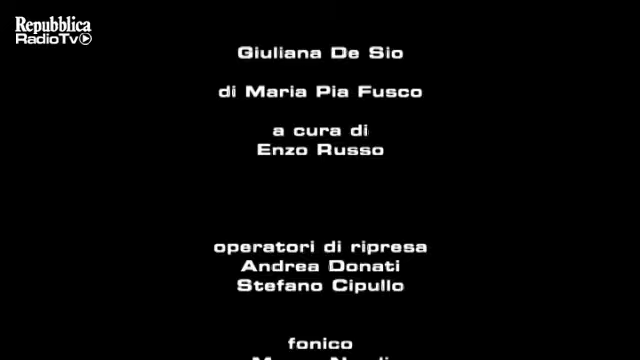 Repubblica
RadioTv
Giuliana De Sio
di Maria Pia Fusco
a cura di
Enzo Russo
operatori di ripresa
Andrea Donati
Stefano Cipullo
fonico